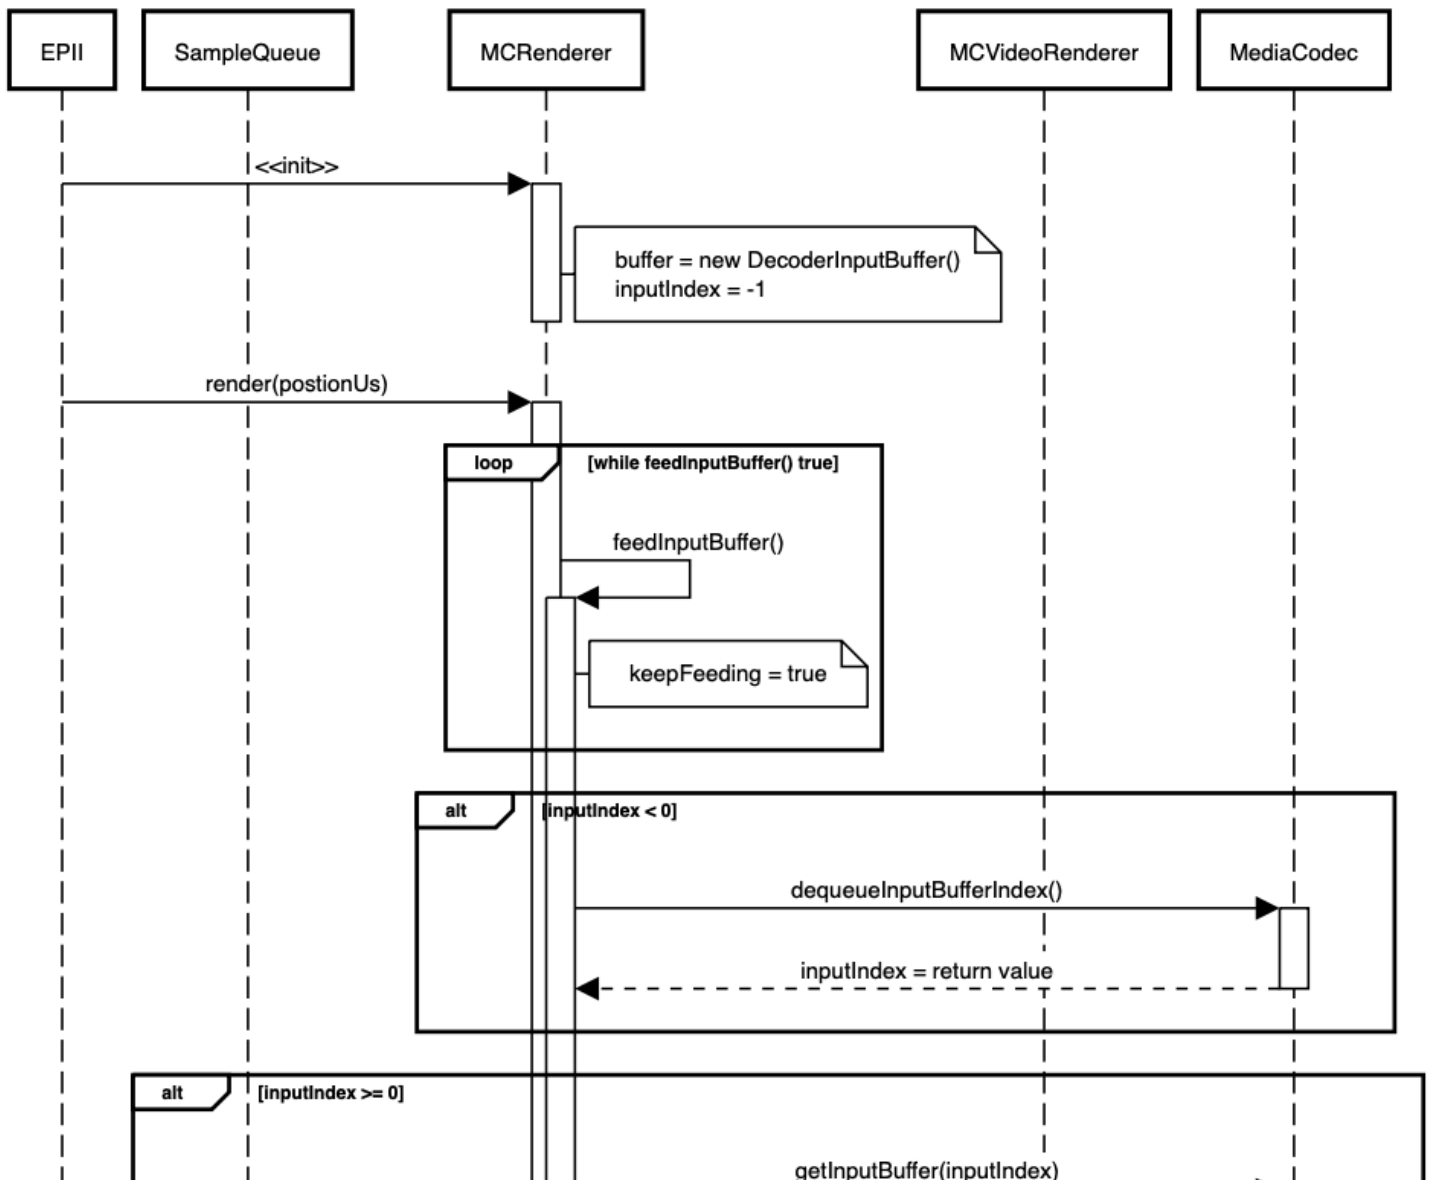 EPII
SampleQueue
MCRenderer
MCVideoRenderer
MediaCodec
<<init>>
buffer = new DecoderInputBuffer()
inputIndex = -1
render(postionUs)
loop
[while feedInputBuffer() true]
feedInputBuffer()
keepFeeding = true
alt
[inputIndex < 0]
dequeueInputBufferIndex()
inputIndex = return value
alt
[inputIndex >= 0]
getInputBuffer(inputIndex)